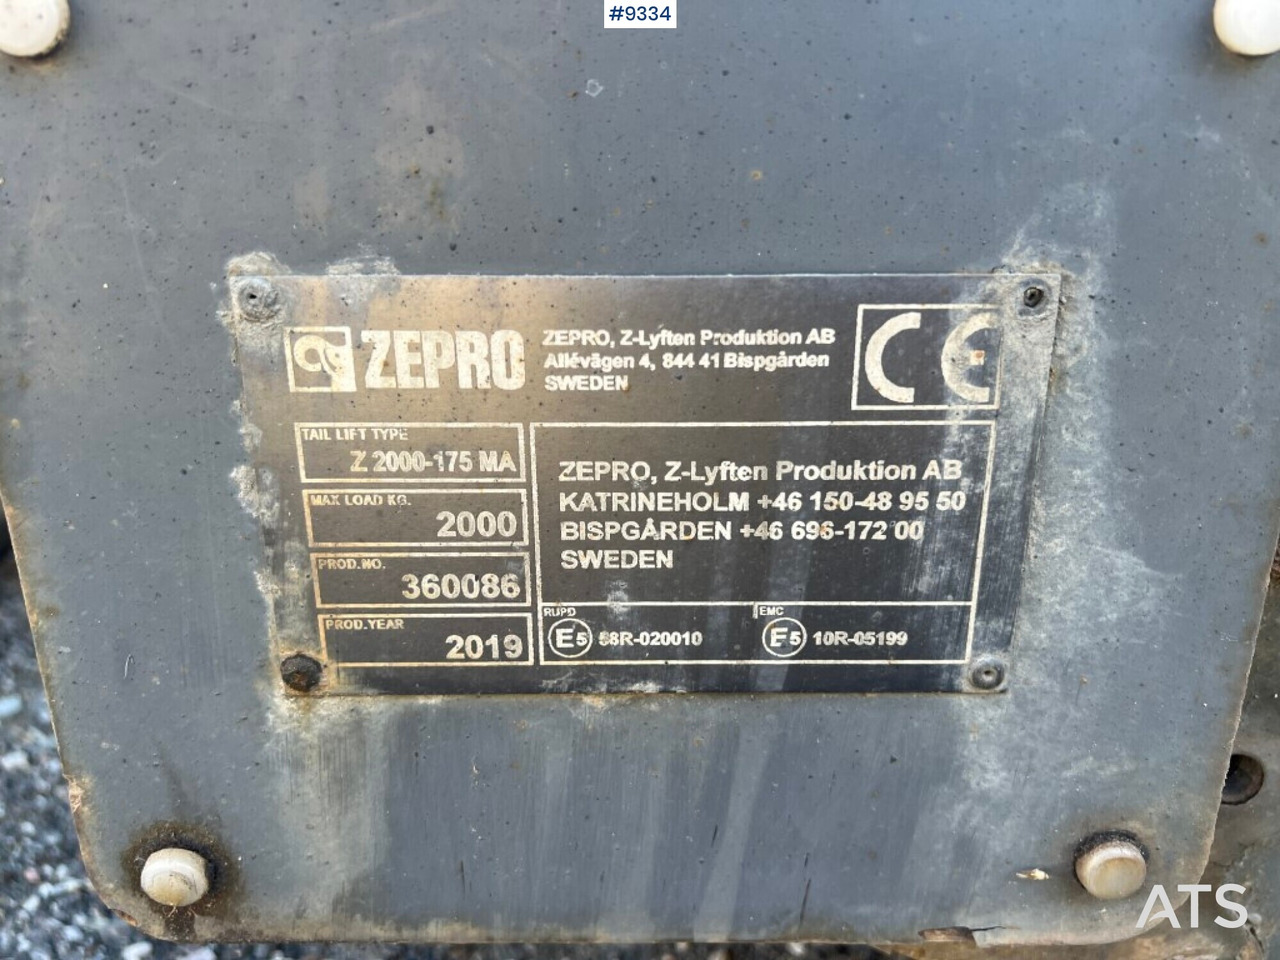 #9334
ZEPRO
ZEPRO, Z-Lyften Produktion AB
Allévägen 4, 844 41 Bispgården
SWEDEN
CE
TAIL LIFT TYPE
Z 2000-175 MA
MAX LOAD KG.
2000
PROD.NO.
360086
PROD.YEAR
2019
ZEPRO, Z-Lyften Produktion AB
KATRINEHOLM +46 150-48 95 50
BISPGÅRDEN +46 696-172 00
SWEDEN
RUPD
E5 58R-020010
EMC
E5 10R-05199
ATS